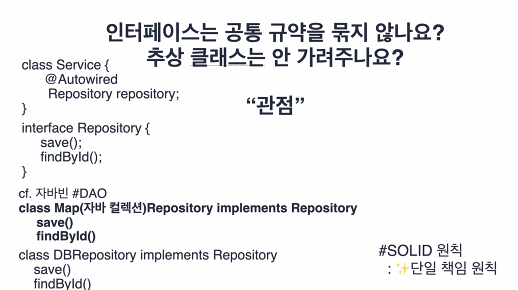 인터페이스는 공통 규약을 묶지 않나요?
추상 클래스는 안 가려주나요?
“관점”
class Service {
@Autowired
Repository repository;
}
interface Repository {
save();
findById();
}
cf. 자바빈 #DAO
class Map(자바 컬렉션)Repository implements Repository
save()
findById()
class DBRepository implements Repository
save()
findById()
#SOLID 원칙
: ✨단일 책임 원칙